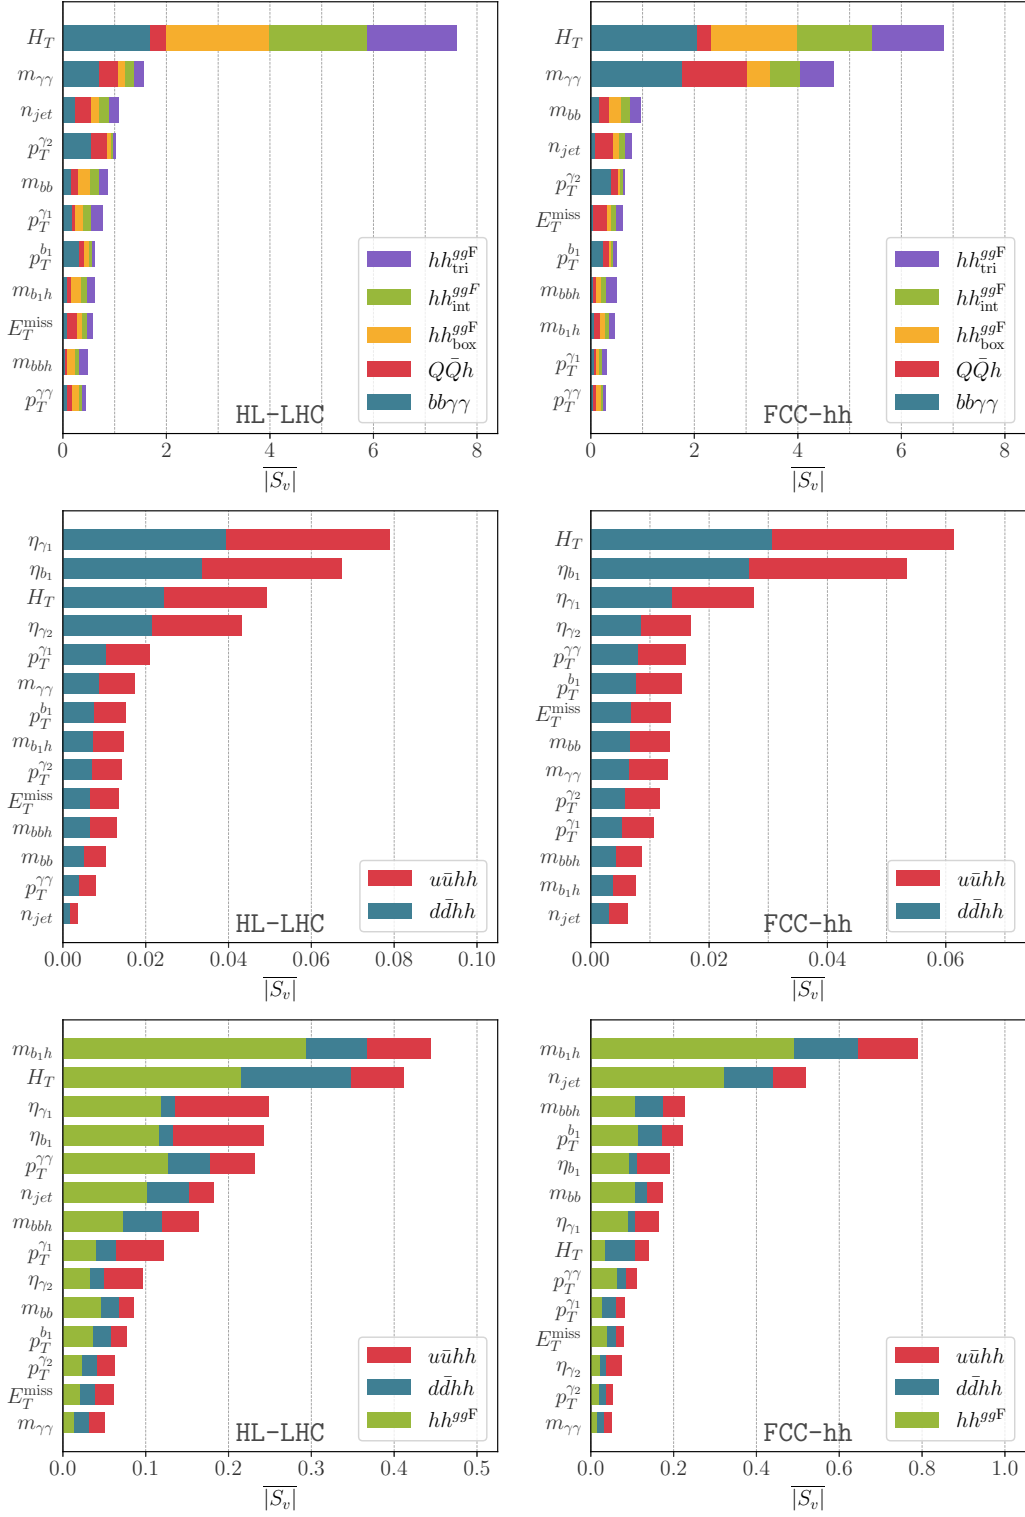 H_T
m_γγ
n_jet
p_T^γ2
m_bb
p_T^γ1
p_T^b1
m_b1h
E_T^miss
m_bbh
p_T^γγ
hh_tri^ggF
hh_int^ggF
hh_box^ggF
QQ̄h
bbγγ
HL-LHC
0 2 4 6 8
|S_v|
H_T
m_γγ
m_bb
n_jet
p_T^γ2
E_T^miss
p_T^b1
m_bbh
m_b1h
p_T^γ1
p_T^γγ
hh_tri^ggF
hh_int^ggF
hh_box^ggF
QQ̄h
bbγγ
FCC-hh
0 2 4 6 8
|S_v|
η_γ1
η_b1
H_T
η_γ2
p_T^γ1
m_γγ
p_T^b1
m_b1h
p_T^γ2
E_T^miss
m_bbh
m_bb
p_T^γγ
n_jet
uūhh
dd̄hh
HL-LHC
0.00 0.02 0.04 0.06 0.08 0.10
|S_v|
H_T
η_b1
η_γ1
η_γ2
p_T^γγ
p_T^b1
E_T^miss
m_bb
m_γγ
p_T^γ2
p_T^γ1
m_bbh
m_b1h
n_jet
uūhh
dd̄hh
FCC-hh
0.00 0.02 0.04 0.06
|S_v|
m_b1h
H_T
η_γ1
η_b1
p_T^γγ
n_jet
m_bbh
p_T^γ1
η_γ2
m_bb
p_T^b1
p_T^γ2
E_T^miss
m_γγ
uūhh
dd̄hh
hh^ggF
HL-LHC
0.0 0.1 0.2 0.3 0.4 0.5
|S_v|
m_b1h
n_jet
m_bbh
p_T^b1
η_b1
m_bb
η_γ1
H_T
p_T^γγ
p_T^γ1
E_T^miss
η_γ2
p_T^γ2
m_γγ
uūhh
dd̄hh
hh^ggF
FCC-hh
0.0 0.2 0.4 0.6 0.8 1.0
|S_v|